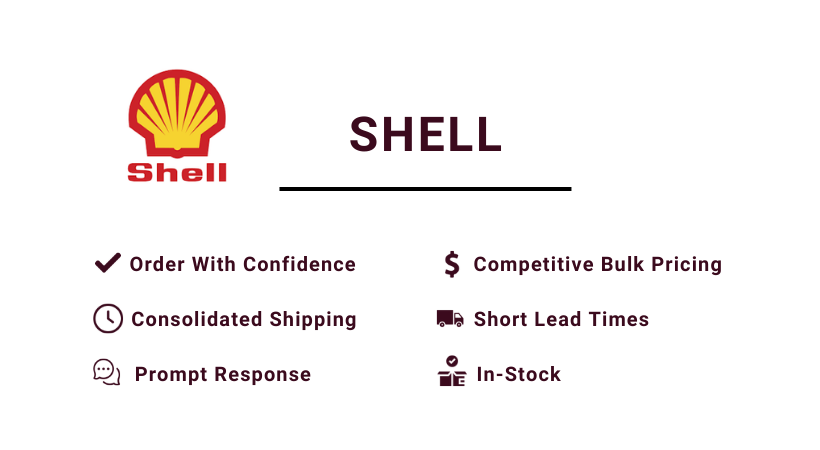 Shell
SHELL
Order With Confidence
Competitive Bulk Pricing
Consolidated Shipping
Short Lead Times
Prompt Response
In-Stock